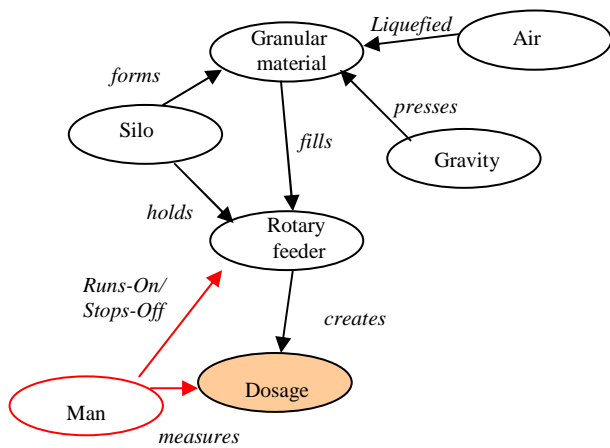 Liquefied
Granular
material
Air
forms
presses
Silo
fills
Gravity
holds
Rotary
feeder
Runs-On/
Stops-Off
creates
Dosage
Man
measures